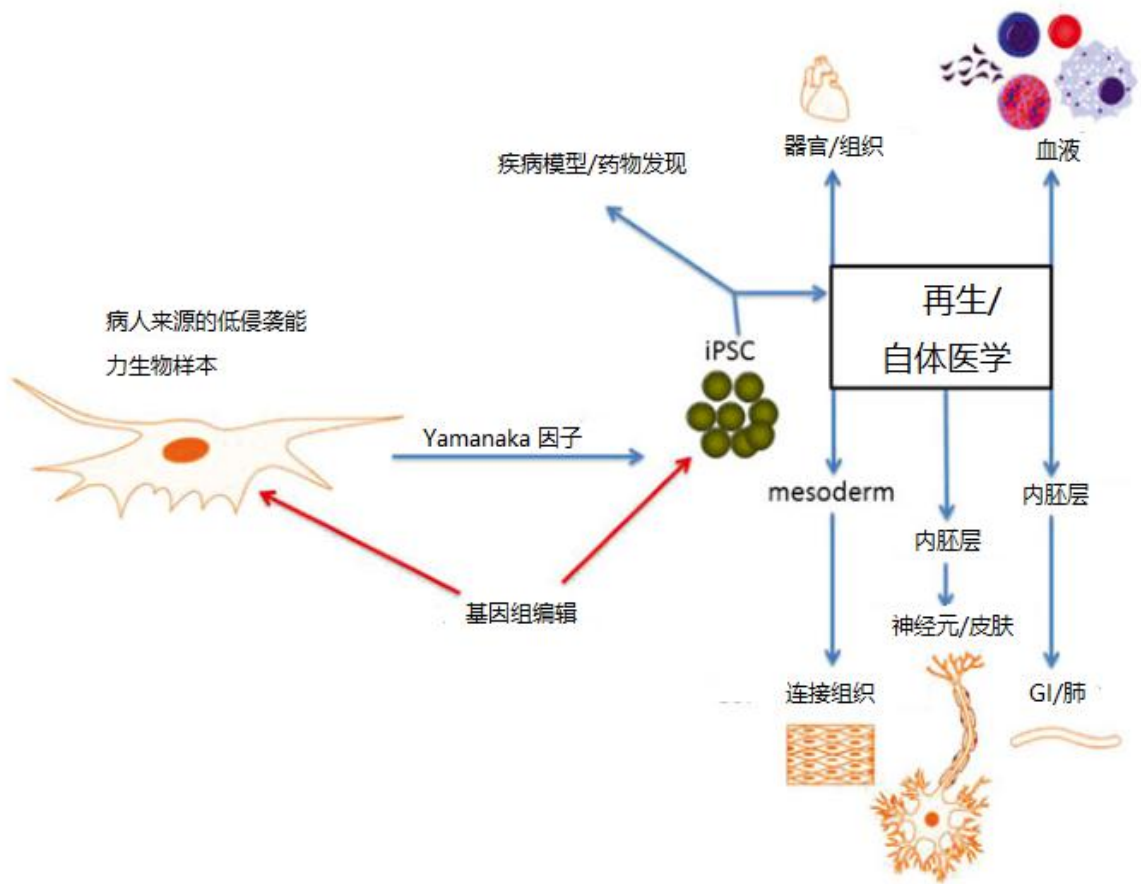 器官/组织
血液
疾病模型/药物发现
再生/
自体医学
病人来源的低侵袭能
力生物样本
iPSC
Yamanaka 因子
mesoderm
内胚层
内胚层
基因组编辑
神经元/皮肤
连接组织
GI/肺